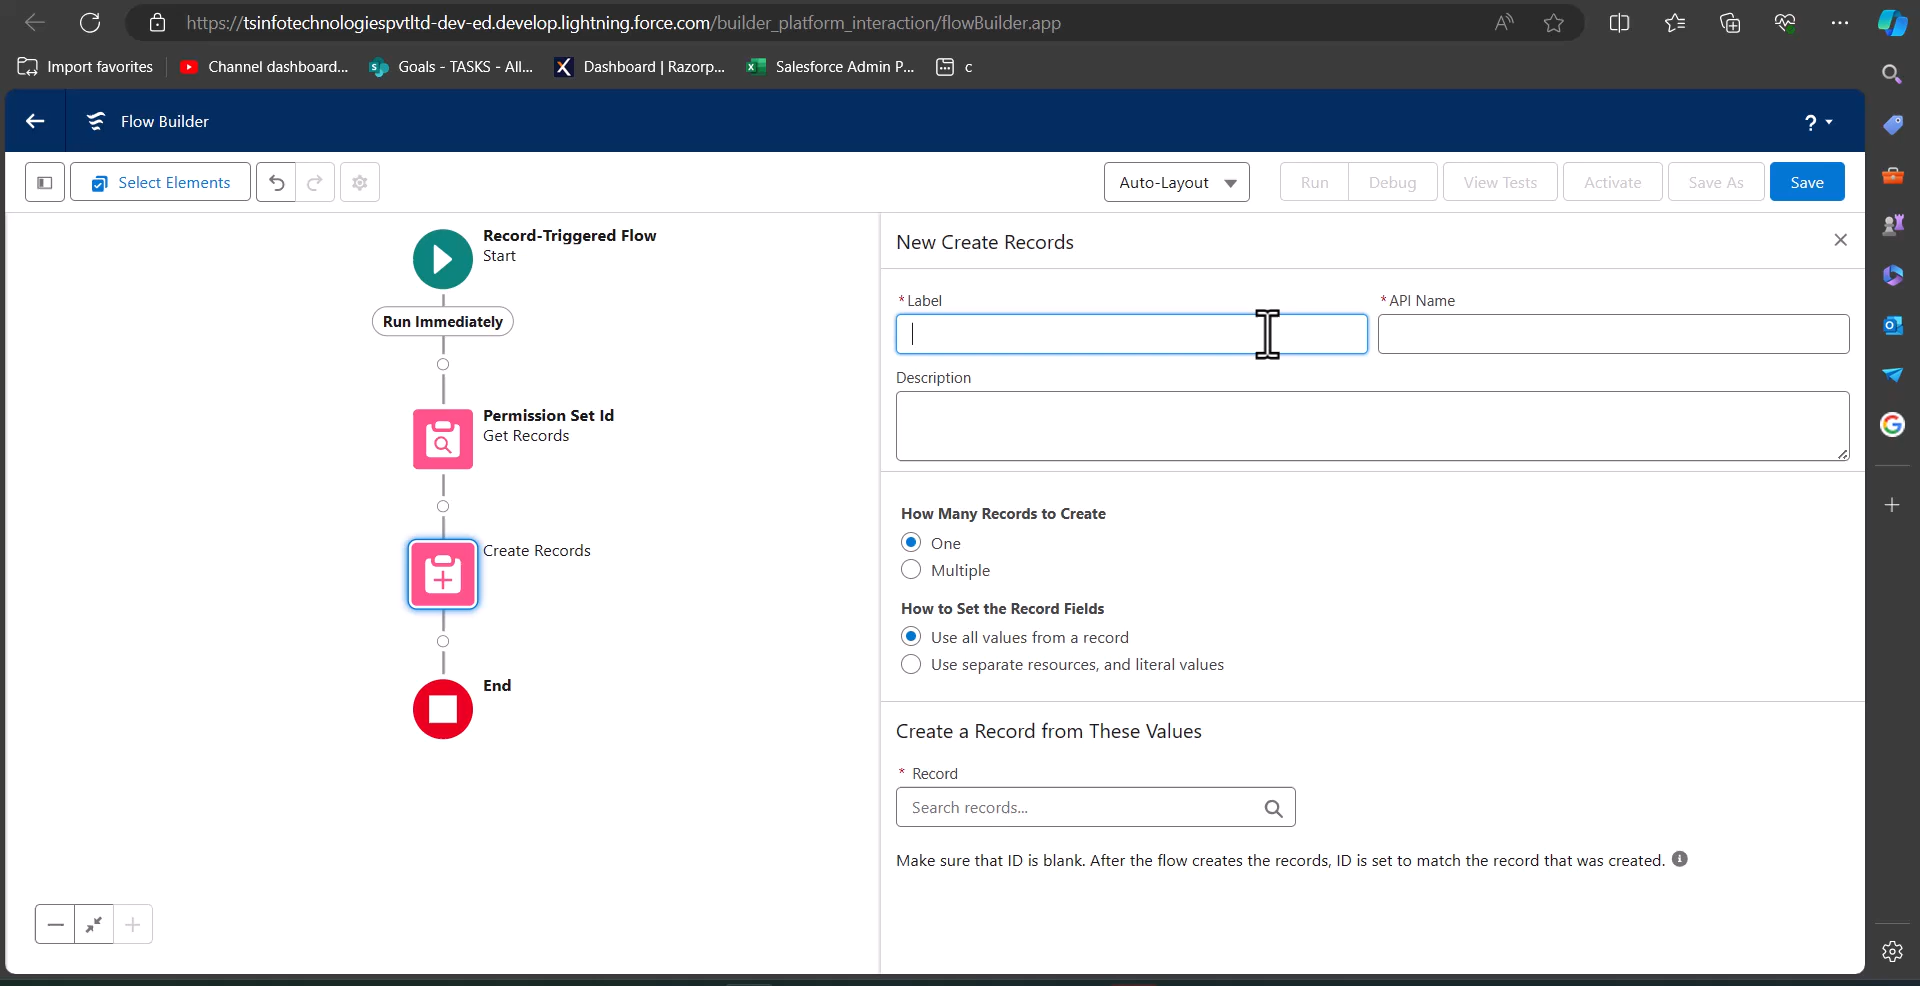 https://tsinfotechnologiespvtltd-dev-ed.develop.lightning.force.com/builder_platform_interaction/flowBuilder.app
Import favorites
Channel dashboard...
Goals - TASKS - All...
Dashboard | Razorp...
Salesforce Admin P...
c
Flow Builder
?
Select Elements
Auto-Layout
Run
Debug
View Tests
Activate
Save As
Save
Record-Triggered Flow
Start
Run Immediately
Permission Set Id
Get Records
Create Records
End
New Create Records
* Label
* API Name
Description
How Many Records to Create
One
Multiple
How to Set the Record Fields
Use all values from a record
Use separate resources, and literal values
Create a Record from These Values
* Record
Search records...
Make sure that ID is blank. After the flow creates the records, ID is set to match the record that was created.